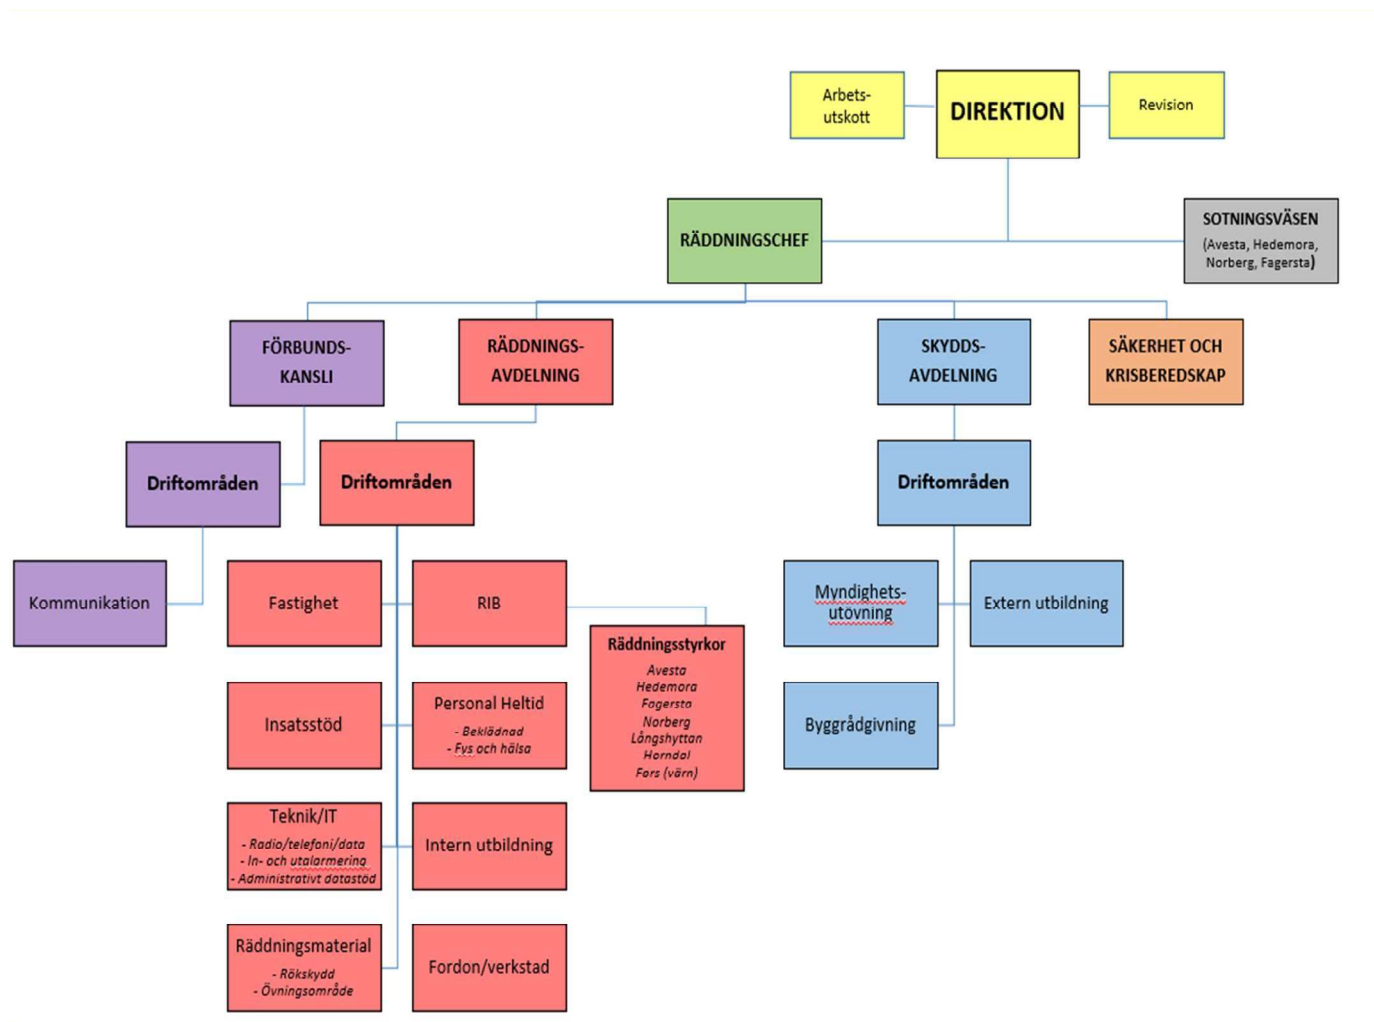 Arbets-
utskott
DIREKTION
Revision
RÄDDNINGSCHEF
SOTNINGSVÄSEN
(Avesta, Hedemora,
Norberg, Fagersta)
FÖRBUNDS-
KANSLI
RÄDDNINGS-
AVDELNING
SKYDDS-
AVDELNING
SÄKERHET OCH
KRISBEREDSKAP
Driftområden
Driftområden
Driftområden
Kommunikation
Fastighet
RIB
Räddningsstyrkor
Avesta
Hedemora
Fagersta
Norberg
Långshyttan
Horndal
Fors (värn)
Myndighets-
utövning
Extern utbildning
Insatsstöd
Personal Heltid
- Beklädnad
- Fys och hälsa
Byggrådgivning
Teknik/IT
- Radio/telefoni/data
- In- och utalarmering
- Administrativt datastöd
Intern utbildning
Räddningsmaterial
- Rökskydd
- Övningsområde
Fordon/verkstad